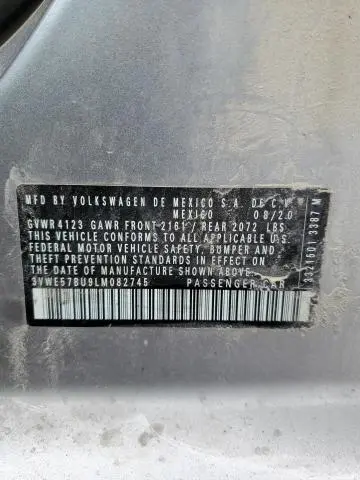 MFD BY VOLKSWAGEN DE MEXICO S.A. DE C.V.
MEXICO 08/20
GVWR 4123 GAWR FRONT 2161 / REAR 2072 LBS
THIS VEHICLE CONFORMS TO ALL APPLICABLE U.S.
FEDERAL MOTOR VEHICLE SAFETY, BUMPER AND
THEFT PREVENTION STANDARDS IN EFFECT ON
THE DATE OF MANUFACTURE SHOWN ABOVE.
3VWE57BU9LM082745 PASSENGER CAR